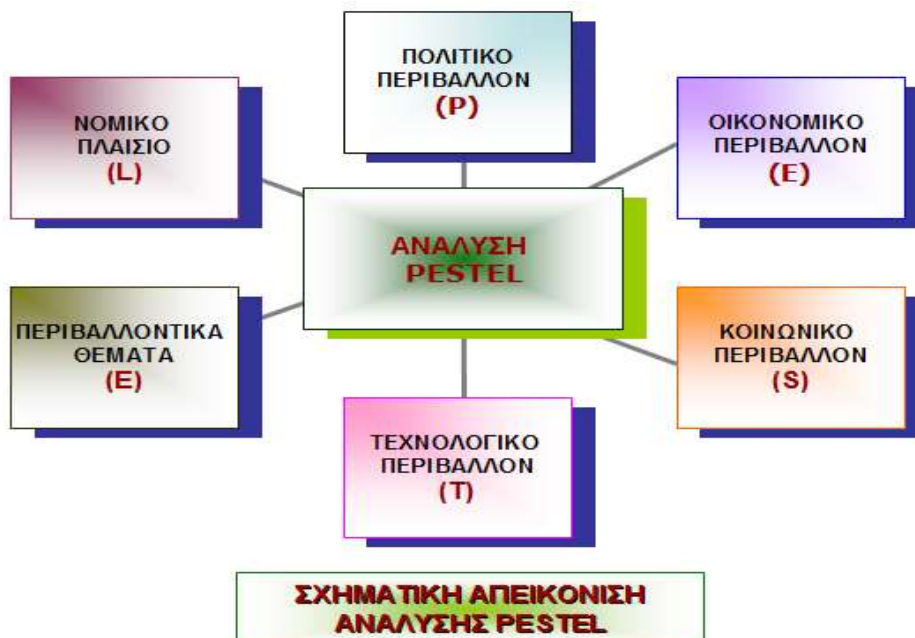 ΠΟΛΙΤΙΚΟ
ΠΕΡΙΒΑΛΛΟΝ
(P)
ΝΟΜΙΚΟ
ΠΛΑΙΣΙΟ
(L)
ΟΙΚΟΝΟΜΙΚΟ
ΠΕΡΙΒΑΛΛΟΝ
(E)
ΑΝΑΛΥΣΗ
PESTEL
ΠΕΡΙΒΑΛΛΟΝΤΙΚΑ
ΘΕΜΑΤΑ
(E)
ΚΟΙΝΩΝΙΚΟ
ΠΕΡΙΒΑΛΛΟΝ
(S)
ΤΕΧΝΟΛΟΓΙΚΟ
ΠΕΡΙΒΑΛΛΟΝ
(T)
ΣΧΗΜΑΤΙΚΗ ΑΠΕΙΚΟΝΙΣΗ
ΑΝΑΛΥΣΗΣ PESTEL